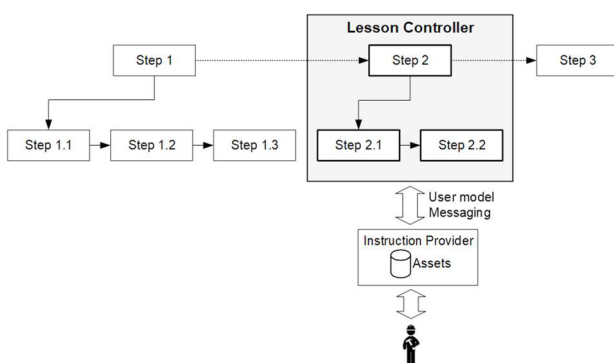 Lesson Controller
Step 1
Step 2
Step 3
Step 1.1
Step 1.2
Step 1.3
Step 2.1
Step 2.2
User model
Messaging
Instruction Provider
Assets